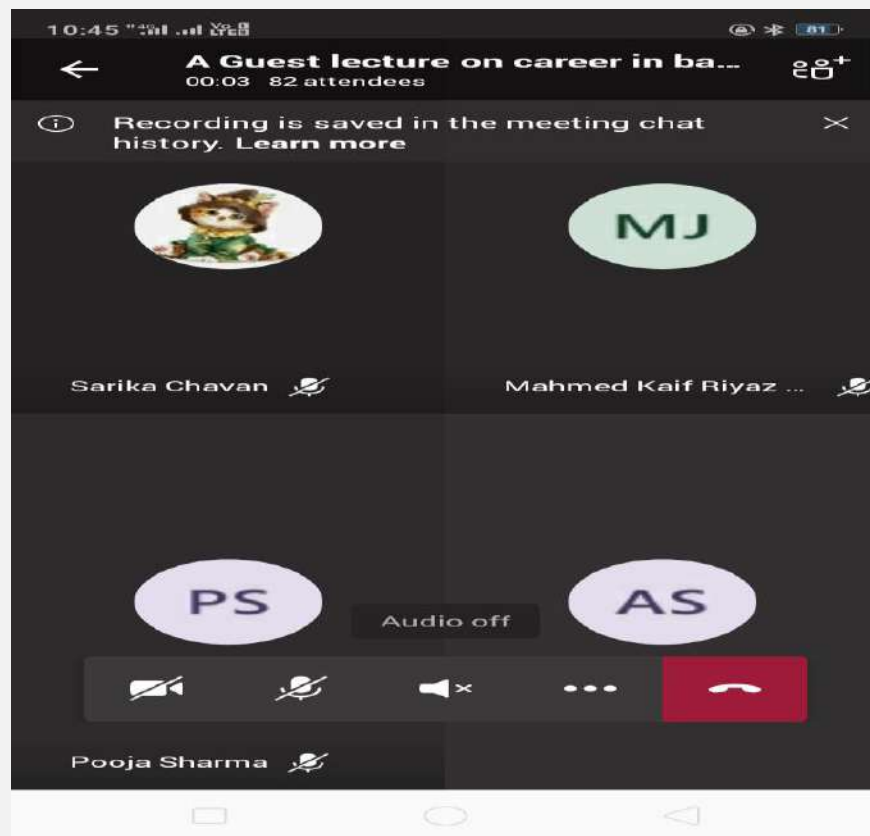 10:45
81
A Guest lecture on career in ba...
00:03 82 attendees
Recording is saved in the meeting chat
history. Learn more
MJ
Sarika Chavan
Mahmed Kaif Riyaz ...
PS
AS
Audio off
Pooja Sharma